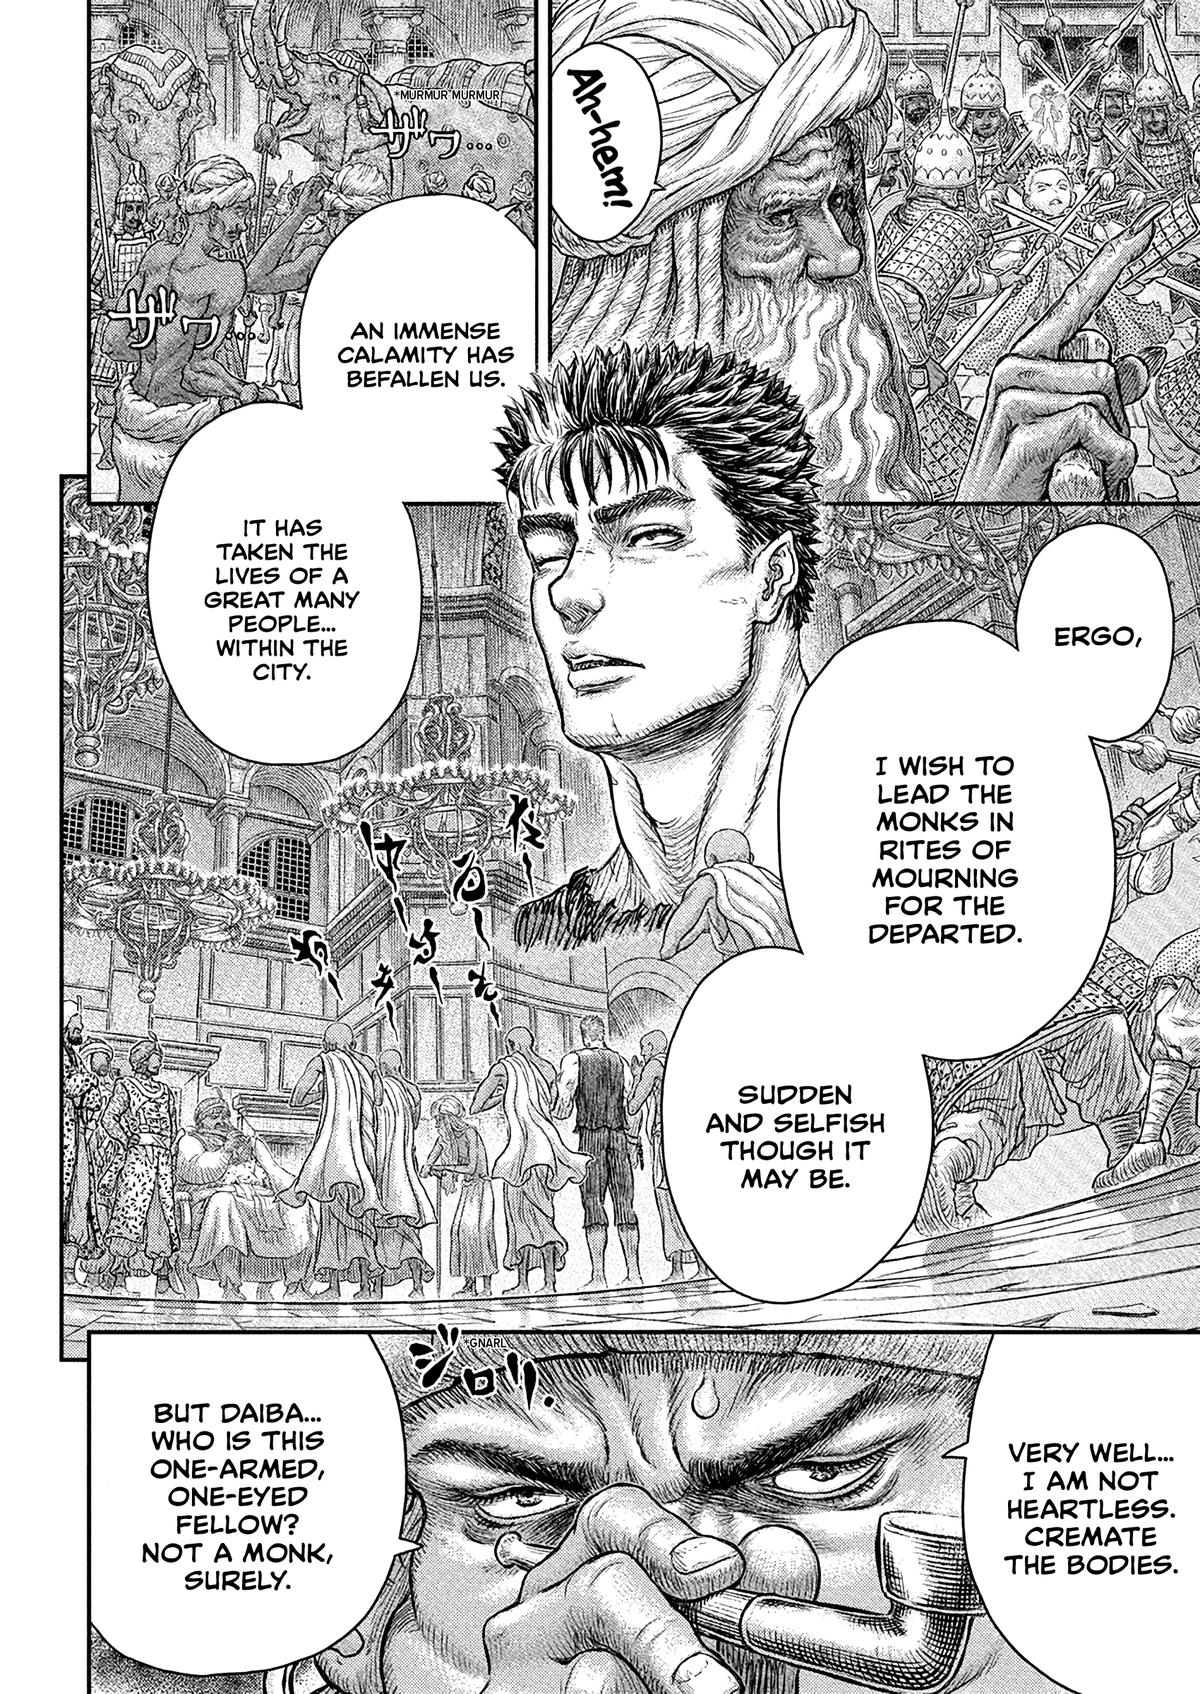 Ah-hem!
*MURMUR MURMUR
ザワ…
ザワ…
AN IMMENSE
CALAMITY HAS
BEFALLEN US.
IT HAS
TAKEN THE
LIVES OF A
GREAT MANY
PEOPLE...
WITHIN THE
CITY.
ERGO,
I WISH TO
LEAD THE
MONKS IN
RITES OF
MOURNING
FOR THE
DEPARTED.
SUDDEN
AND SELFISH
THOUGH IT
MAY BE.
*GNARL
ジロリ.
VERY WELL...
I AM NOT
HEARTLESS.
CREMATE
THE BODIES.
BUT DAIBA...
WHO IS THIS
ONE-ARMED,
ONE-EYED
FELLOW?
NOT A MONK,
SURELY.